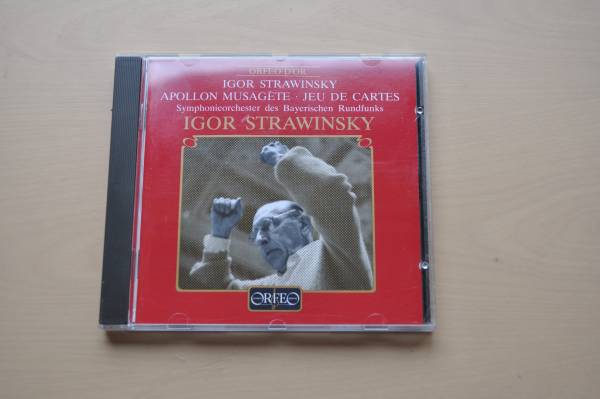 ORFEO D'OR
IGOR STRAWINSKY
APOLLON MUSAGÈTE · JEU DE CARTES
Symphonieorchester des Bayerischen Rundfunks
IGOR STRAWINSKY
ORFEO